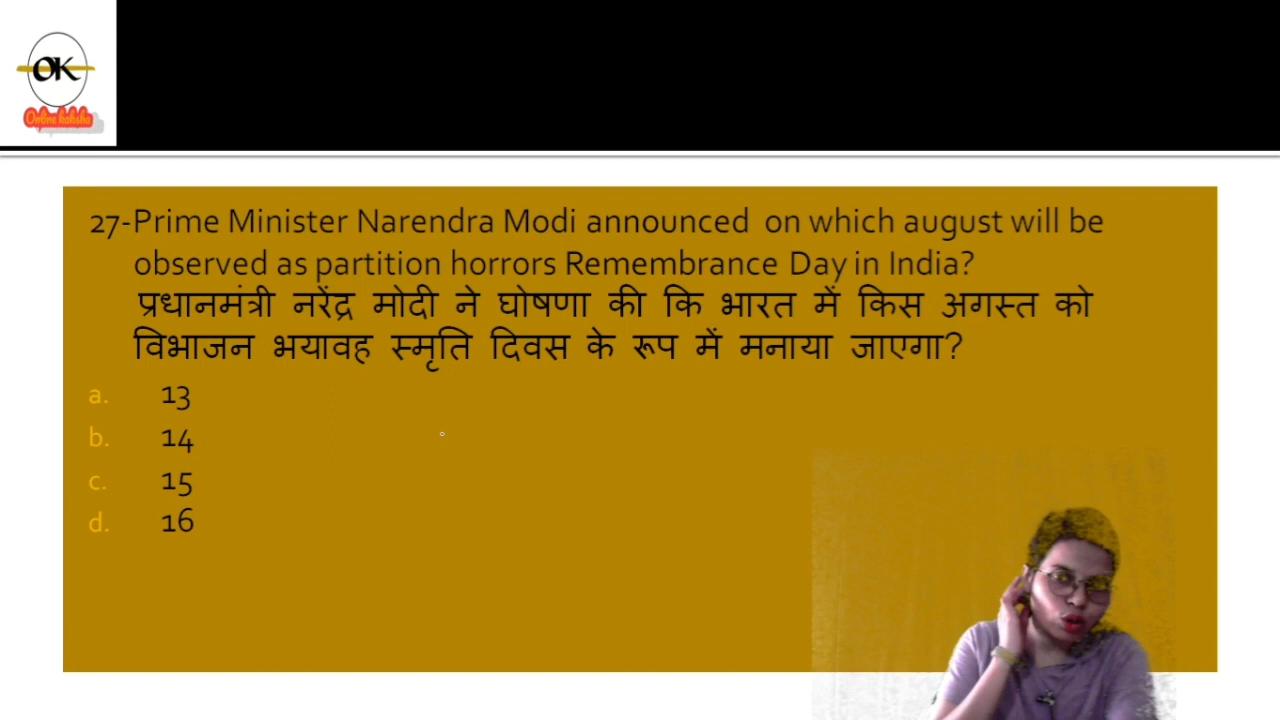 OK
Online kaksha
27-Prime Minister Narendra Modi announced on which august will be
observed as partition horrors Remembrance Day in India?
प्रधानमंत्री नरेंद्र मोदी ने घोषणा की कि भारत में किस अगस्त को
विभाजन भयावह स्मृति दिवस के रूप में मनाया जाएगा?
a. 13
b. 14
c. 15
d. 16